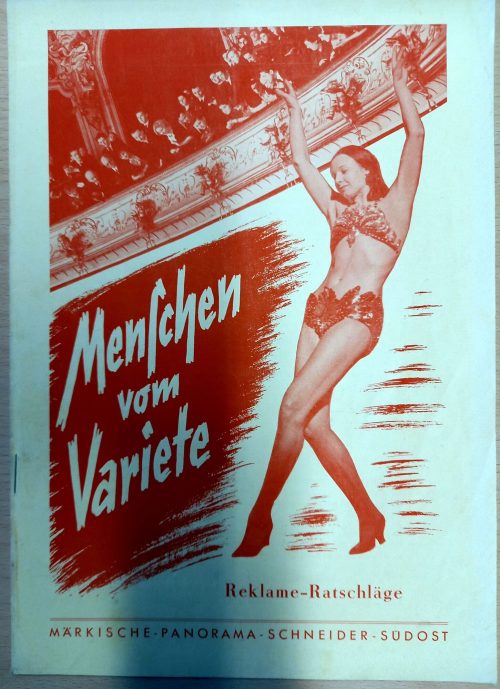 Menſchen
vom
Variete
Reklame-Ratschläge
MÄRKISCHE-PANORAMA-SCHNEIDER-SÜDOST